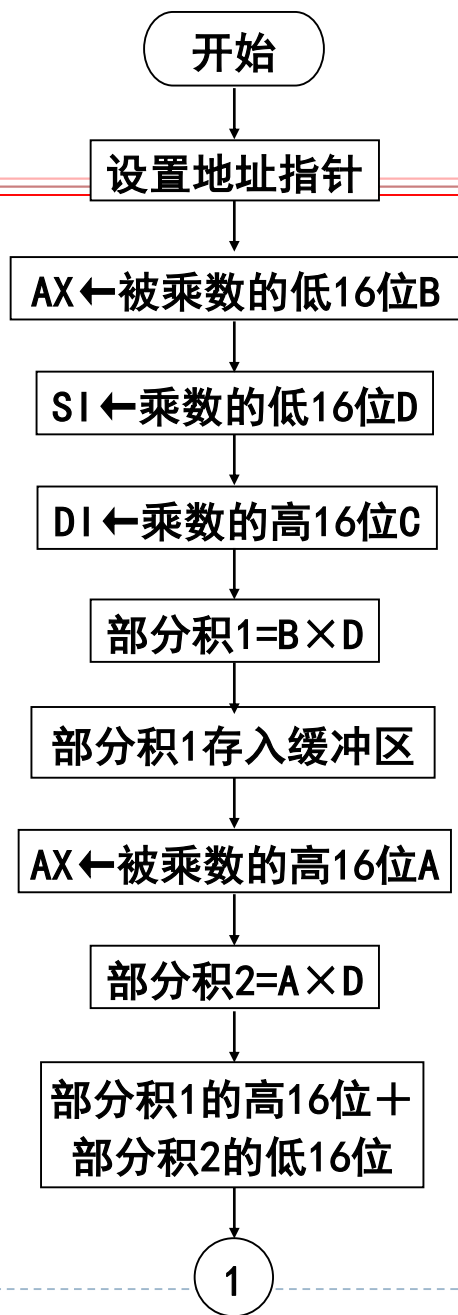 开始
设置地址指针
AX←被乘数的低16位B
SI←乘数的低16位D
DI←乘数的高16位C
部分积1=B×D
部分积1存入缓冲区
AX←被乘数的高16位A
部分积2=A×D
部分积1的高16位＋
部分积2的低16位
1